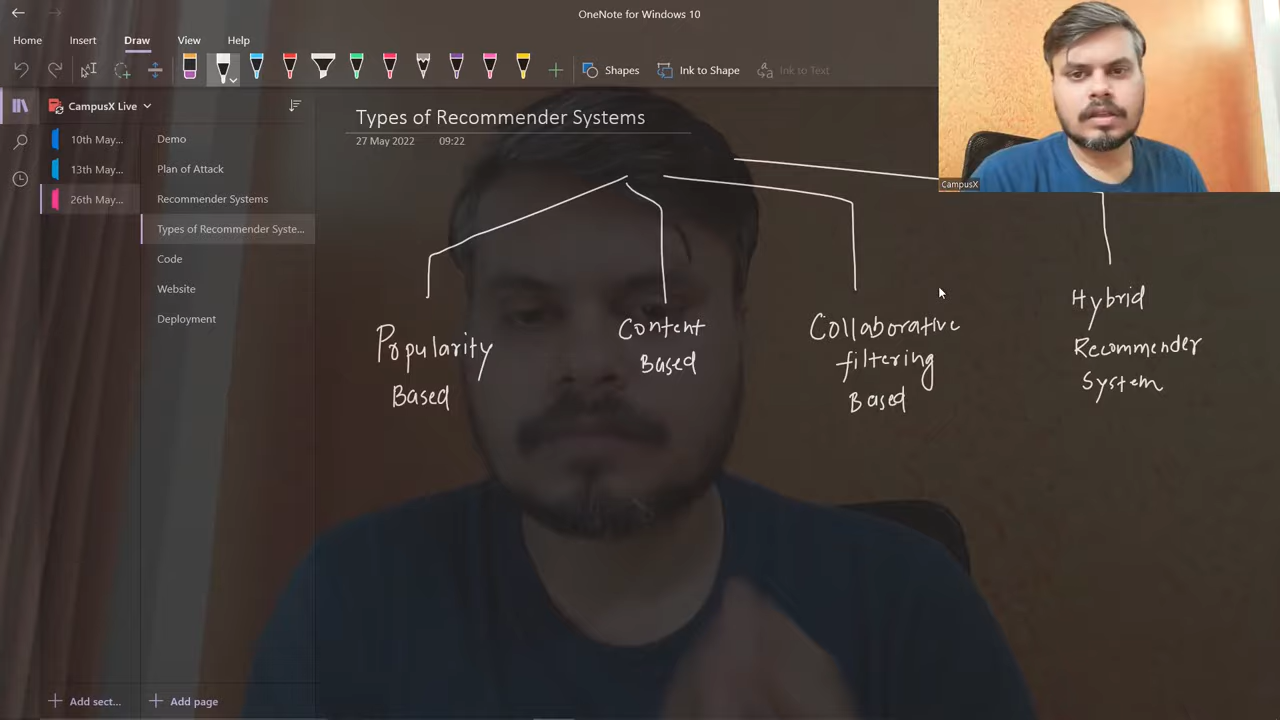 OneNote for Windows 10
Home Insert Draw View Help
Shapes Ink to Shape Ink to Text
CampusX Live
10th May...
13th May...
26th May...
Demo
Plan of Attack
Recommender Systems
Types of Recommender Syste...
Code
Website
Deployment
Types of Recommender Systems
27 May 2022 09:22
CampusX
Popularity
Based
Content
Based
Collaborative
filtering
Based
Hybrid
Recommender
System
Add sect...
Add page